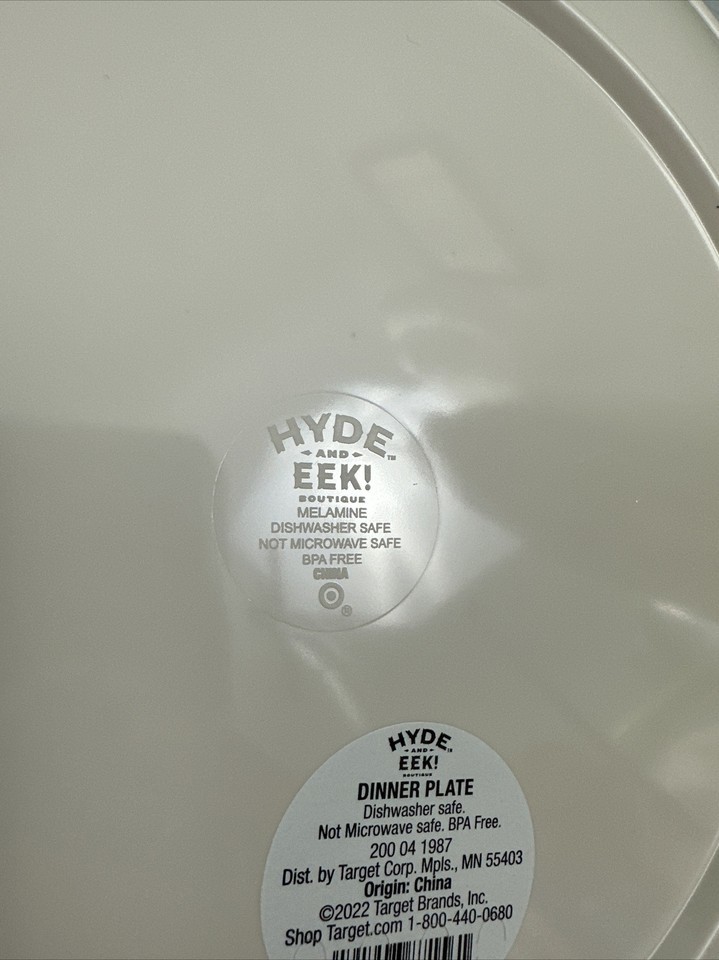 HYDE™
AND
EEK!
BOUTIQUE
MELAMINE
DISHWASHER SAFE
NOT MICROWAVE SAFE
BPA FREE
CHINA
®
HYDE™
AND
EEK!
BOUTIQUE
DINNER PLATE
Dishwasher safe.
Not Microwave safe. BPA Free.
200 04 1987
Dist. by Target Corp. Mpls., MN 55403
Origin: China
©2022 Target Brands, Inc.
Shop Target.com 1-800-440-0680